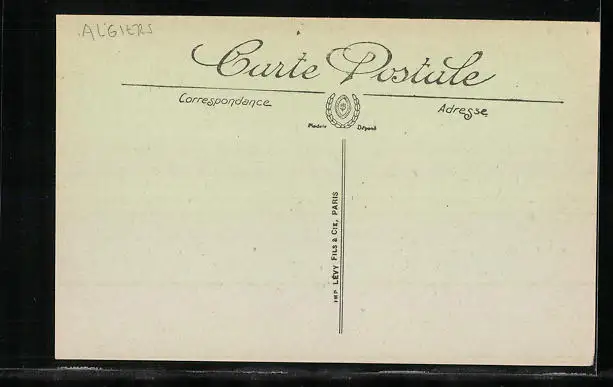 ALGIERS
Carte Postale
Correspondance
Adresse
Modèle Déposé
IMP. LÉVY FILS & CIE, PARIS